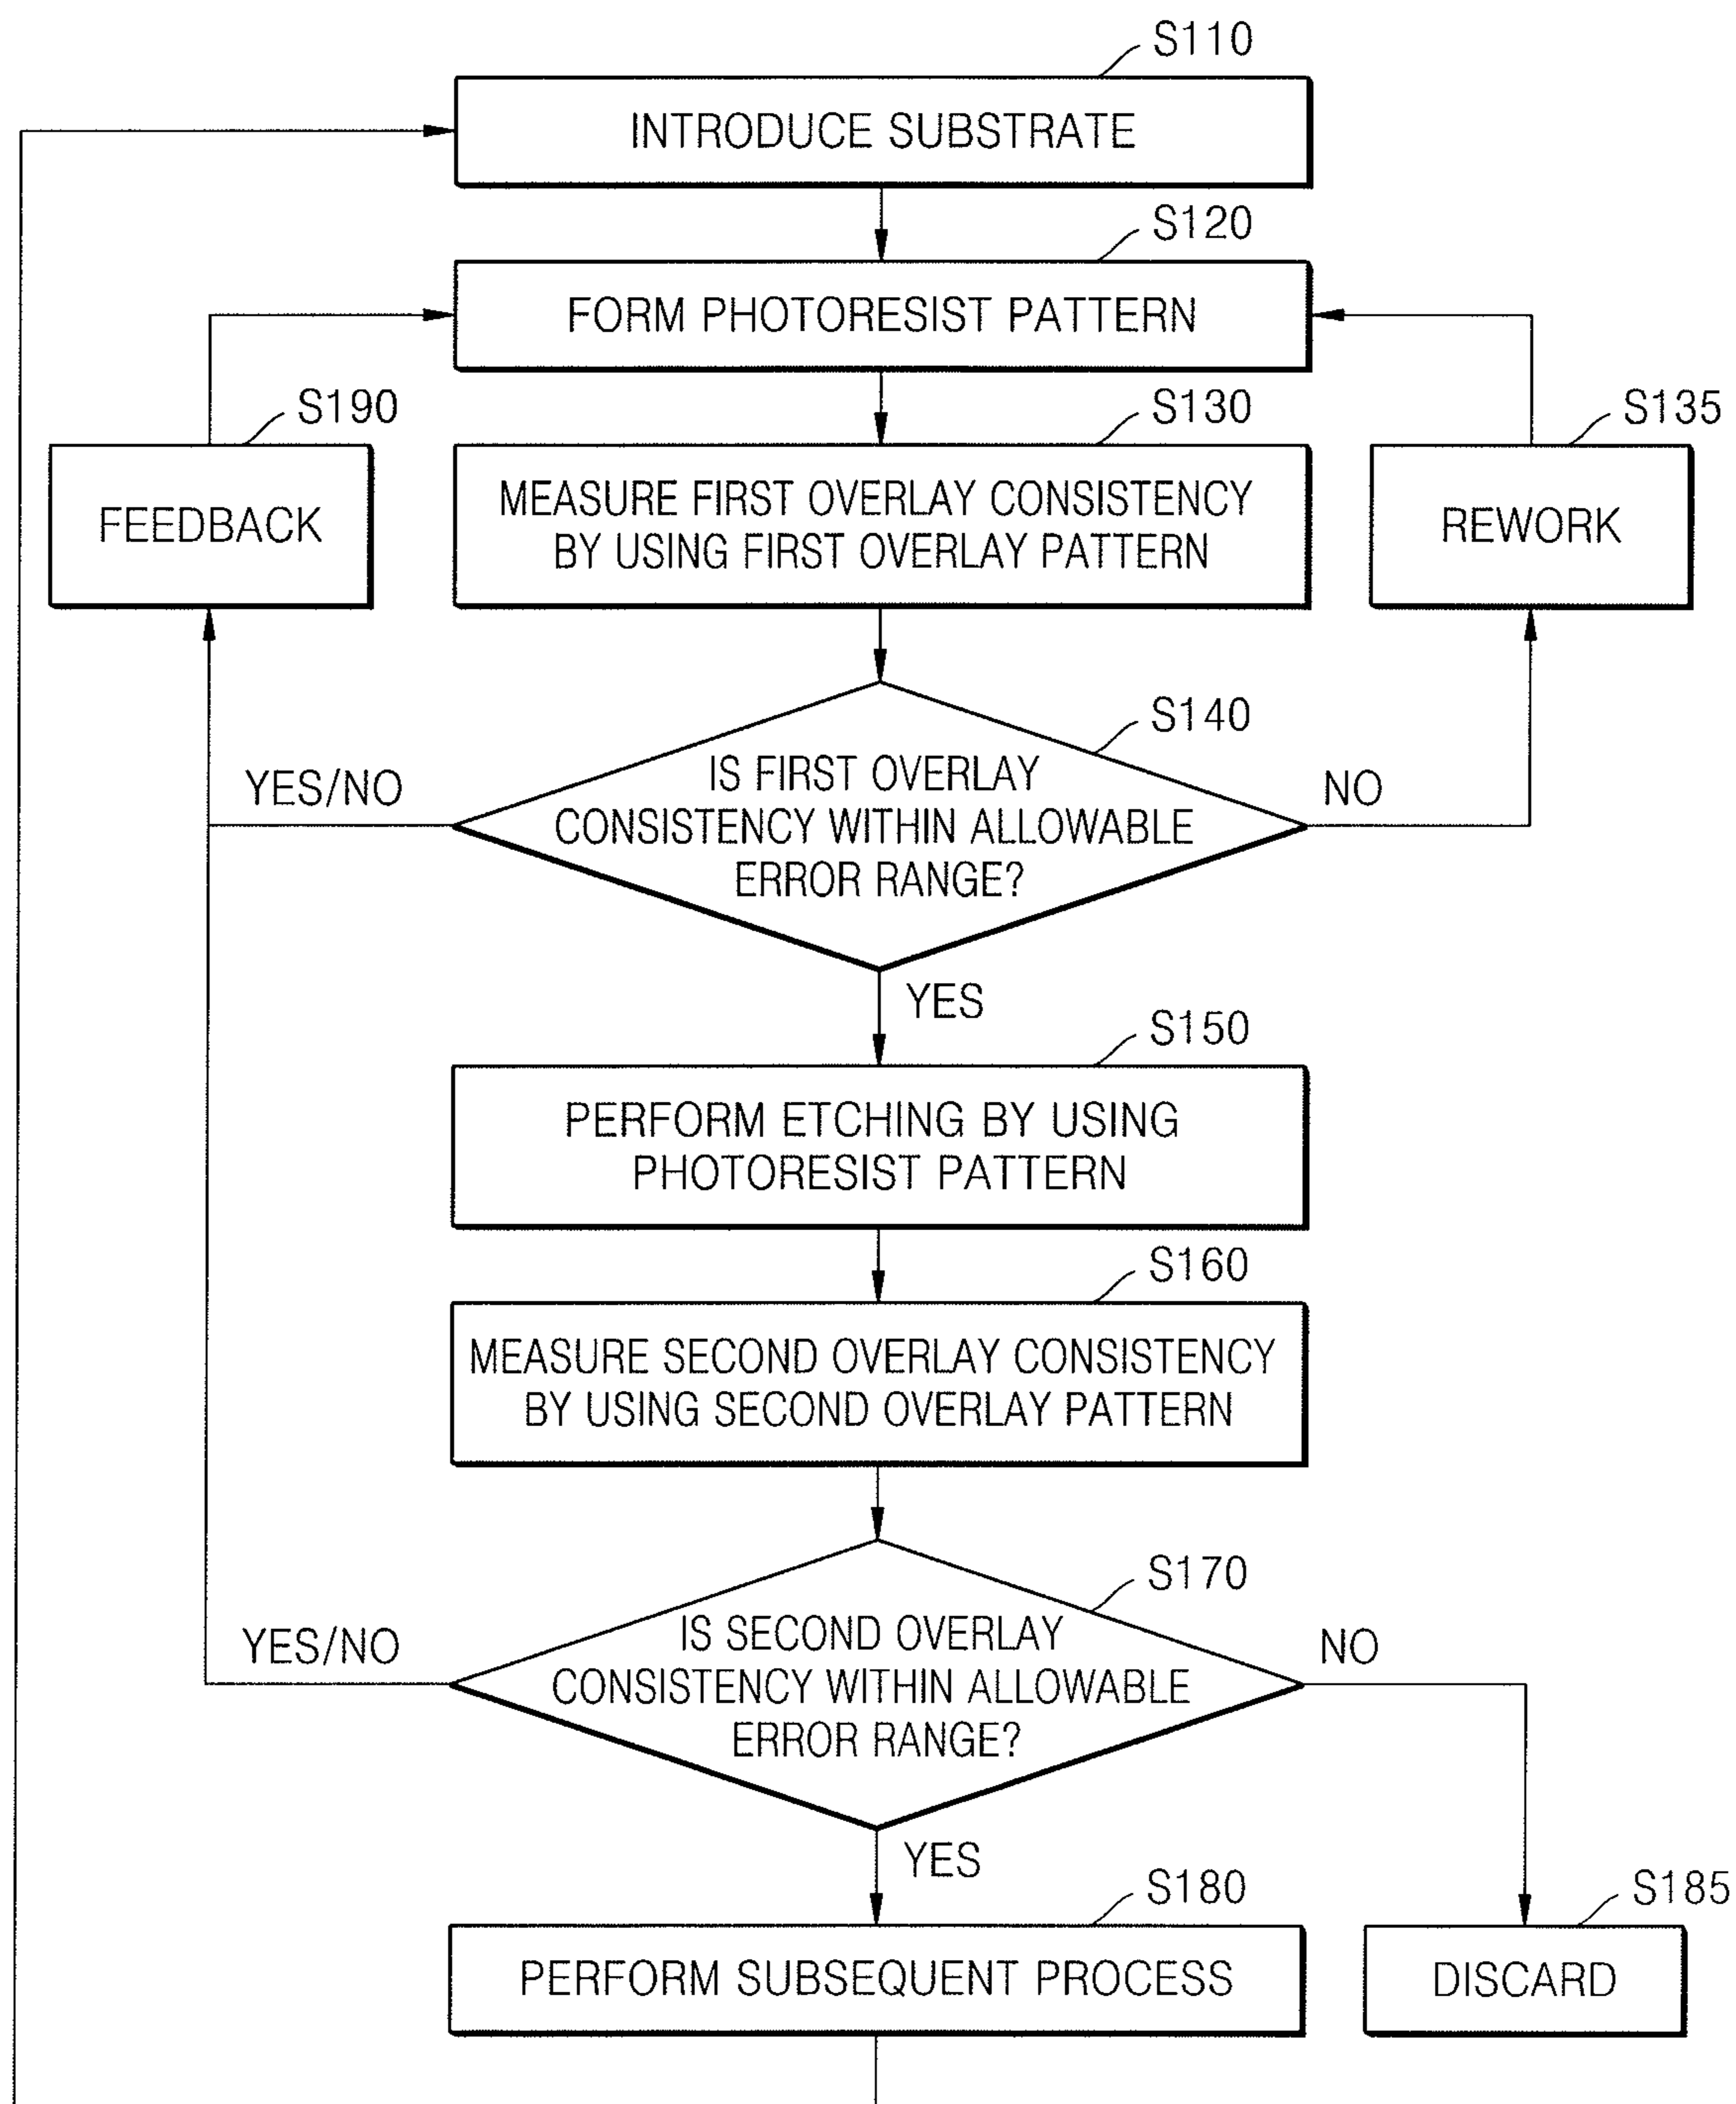 S110
INTRODUCE SUBSTRATE
S120
FORM PHOTORESIST PATTERN
S190
S130
S135
FEEDBACK
MEASURE FIRST OVERLAY CONSISTENCY
BY USING FIRST OVERLAY PATTERN
REWORK
S140
YES/NO
IS FIRST OVERLAY
CONSISTENCY WITHIN ALLOWABLE
ERROR RANGE?
NO
YES
S150
PERFORM ETCHING BY USING
PHOTORESIST PATTERN
S160
MEASURE SECOND OVERLAY CONSISTENCY
BY USING SECOND OVERLAY PATTERN
S170
YES/NO
IS SECOND OVERLAY
CONSISTENCY WITHIN ALLOWABLE
ERROR RANGE?
NO
YES
S180
S185
PERFORM SUBSEQUENT PROCESS
DISCARD